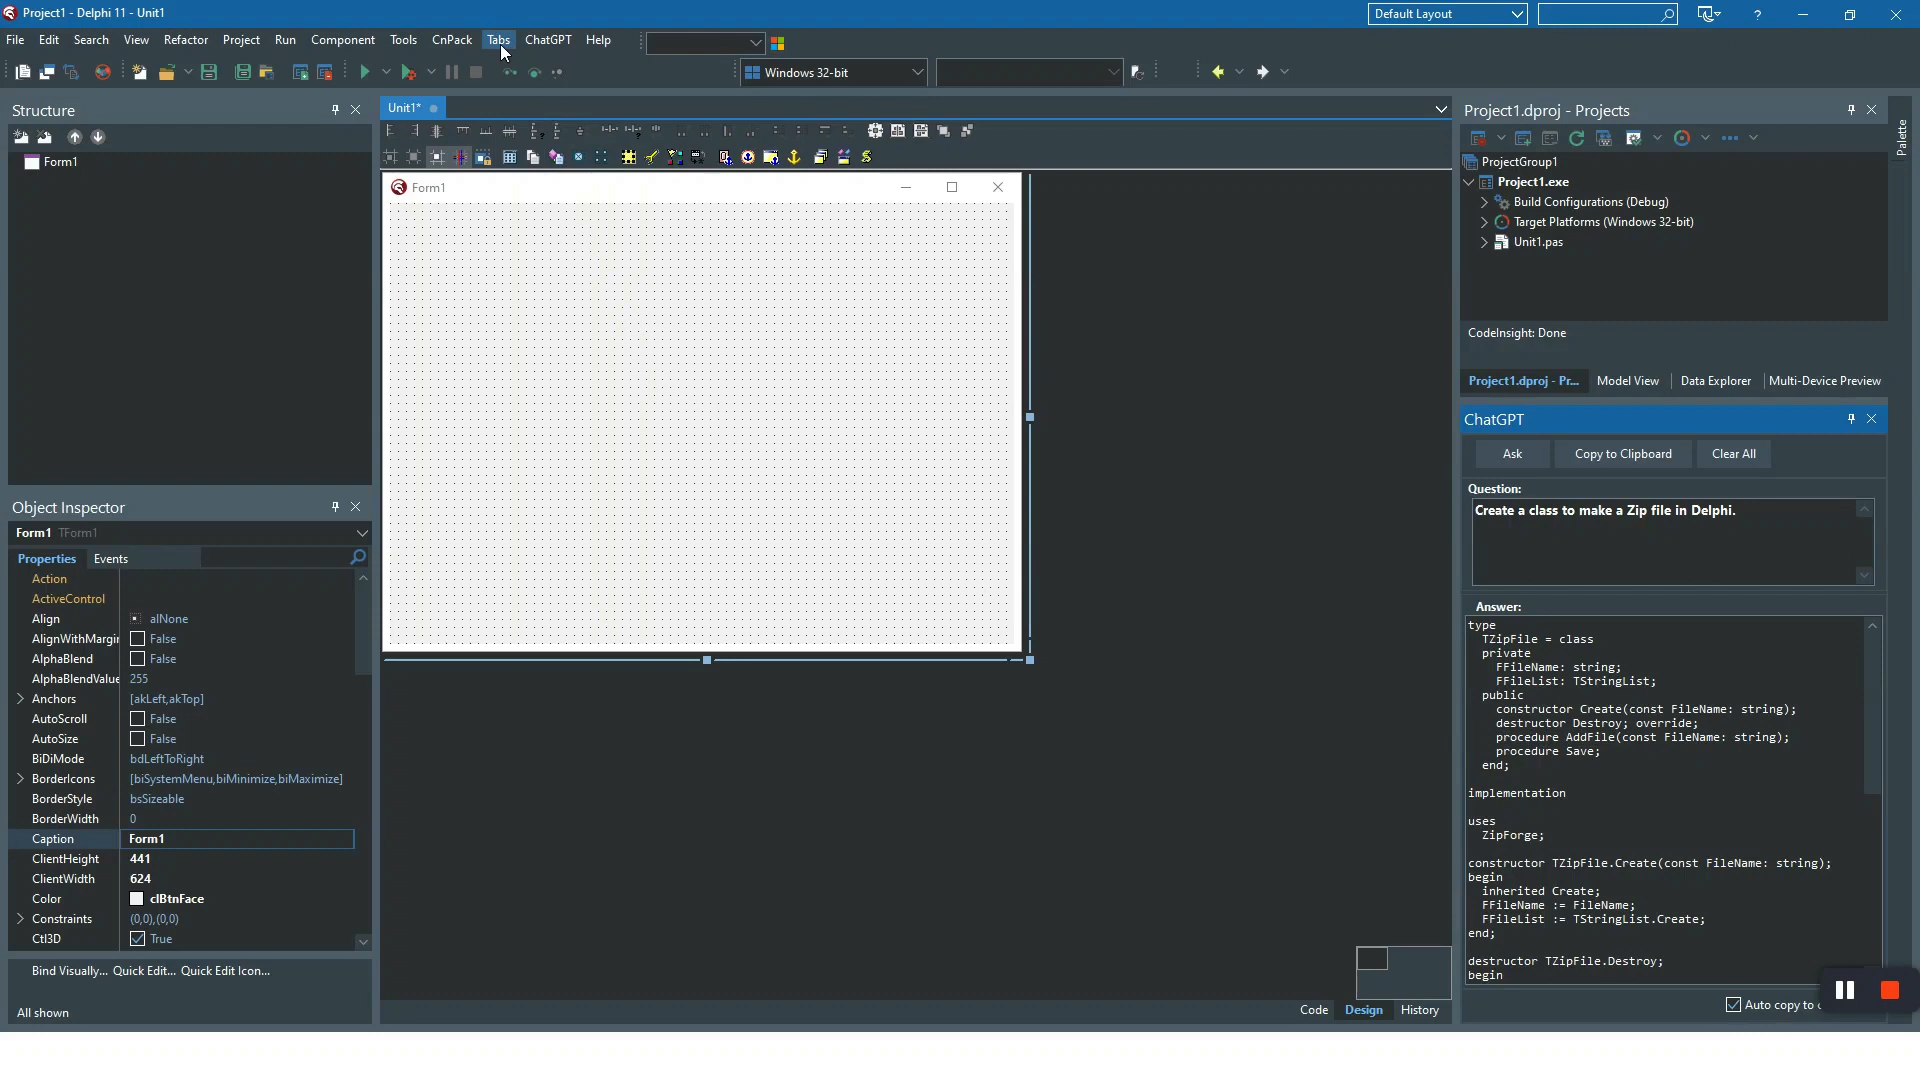 Project1 - Delphi 11 - Unit1
Default Layout
?
File Edit Search View Refactor Project Run Component Tools CnPack Tabs ChatGPT Help
Windows 32-bit
Structure
Form1
Object Inspector
Form1 TForm1
Properties Events
Action
ActiveControl
Align alNone
AlignWithMargin False
AlphaBlend False
AlphaBlendValue 255
Anchors [akLeft,akTop]
AutoScroll False
AutoSize False
BiDiMode bdLeftToRight
BorderIcons [biSystemMenu,biMinimize,biMaximize]
BorderStyle bsSizeable
BorderWidth 0
Caption Form1
ClientHeight 441
ClientWidth 624
Color clBtnFace
Constraints (0,0),(0,0)
Ctl3D True
Bind Visually... Quick Edit... Quick Edit Icon...
All shown
Unit1*
Form1
Code Design History
Project1.dproj - Projects
ProjectGroup1
Project1.exe
Build Configurations (Debug)
Target Platforms (Windows 32-bit)
Unit1.pas
CodeInsight: Done
Project1.dproj - Pr... Model View Data Explorer Multi-Device Preview
Palette
ChatGPT
Ask Copy to Clipboard Clear All
Question:
Create a class to make a Zip file in Delphi.
Answer:
type
TZipFile = class
private
FFileName: string;
FFileList: TStringList;
public
constructor Create(const FileName: string);
destructor Destroy; override;
procedure AddFile(const FileName: string);
procedure Save;
end;
implementation
uses
ZipForge;
constructor TZipFile.Create(const FileName: string);
begin
inherited Create;
FFileName := FileName;
FFileList := TStringList.Create;
end;
destructor TZipFile.Destroy;
begin
Auto copy to